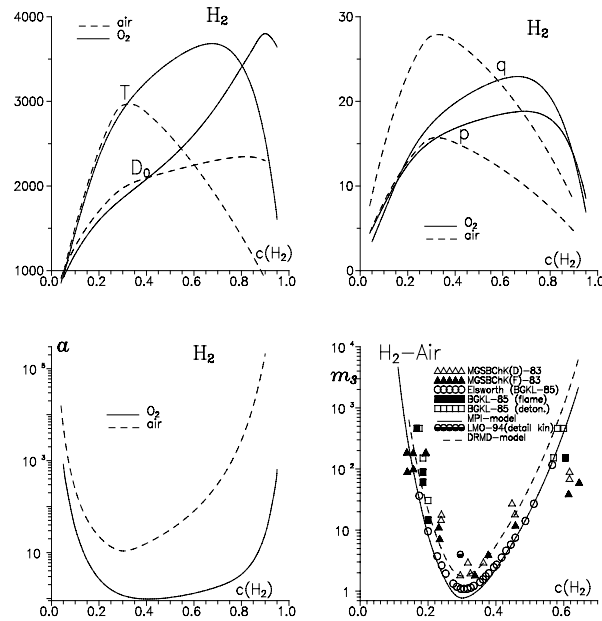 H2
air
O2
T
D0
4000
3000
2000
1000
0.0 0.2 0.4 0.6 0.8 1.0
c(H2)
H2
q
p
O2
air
30
20
10
0
0.0 0.2 0.4 0.6 0.8 1.0
c(H2)
a
H2
O2
air
10 5
10 3
10
0.0 0.2 0.4 0.6 0.8 1.0
c(H2)
H2-Air
m3
MGSBChK(D)-83
MGSBChK(F)-83
Elsworth (BGKL-85)
BGKL-85 (flame)
BGKL-85 (deton.)
MPI-model
LMO-94(detail kin)
DRMD-model
10 4
10 3
10 2
10
1
0.0 0.2 0.4 0.6 0.8
c(H2)